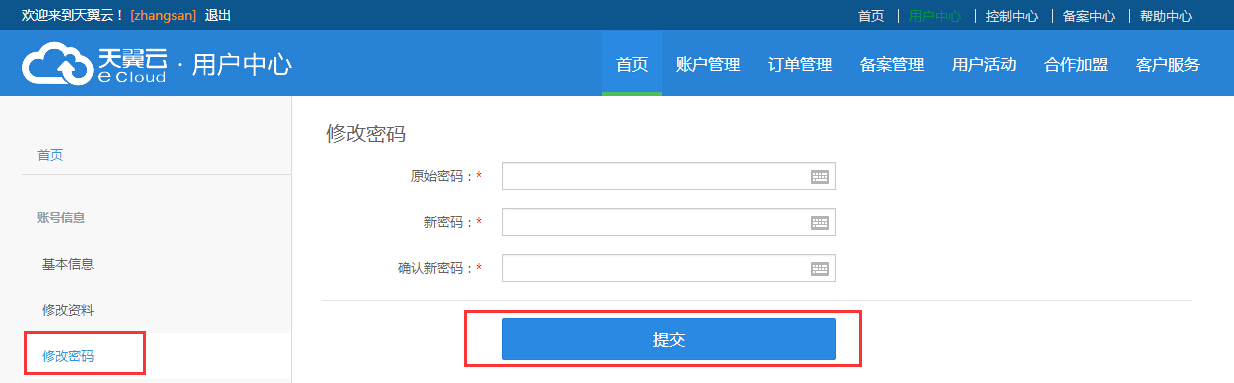 欢迎来到天翼云！ [zhangsan] 退出
首页 | 用户中心 | 控制中心 | 备案中心 | 帮助中心
天翼云 e Cloud · 用户中心
首页 账户管理 订单管理 备案管理 用户活动 合作加盟 客户服务
首页
账号信息
基本信息
修改资料
修改密码
修改密码
原始密码：*
新密码：*
确认新密码：*
提交